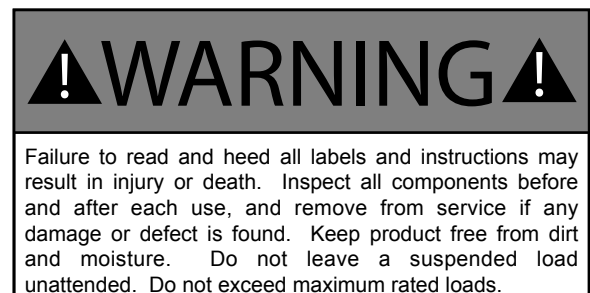 WARNING
Failure to read and heed all labels and instructions may
result in injury or death. Inspect all components before
and after each use, and remove from service if any
damage or defect is found. Keep product free from dirt
and moisture. Do not leave a suspended load
unattended. Do not exceed maximum rated loads.